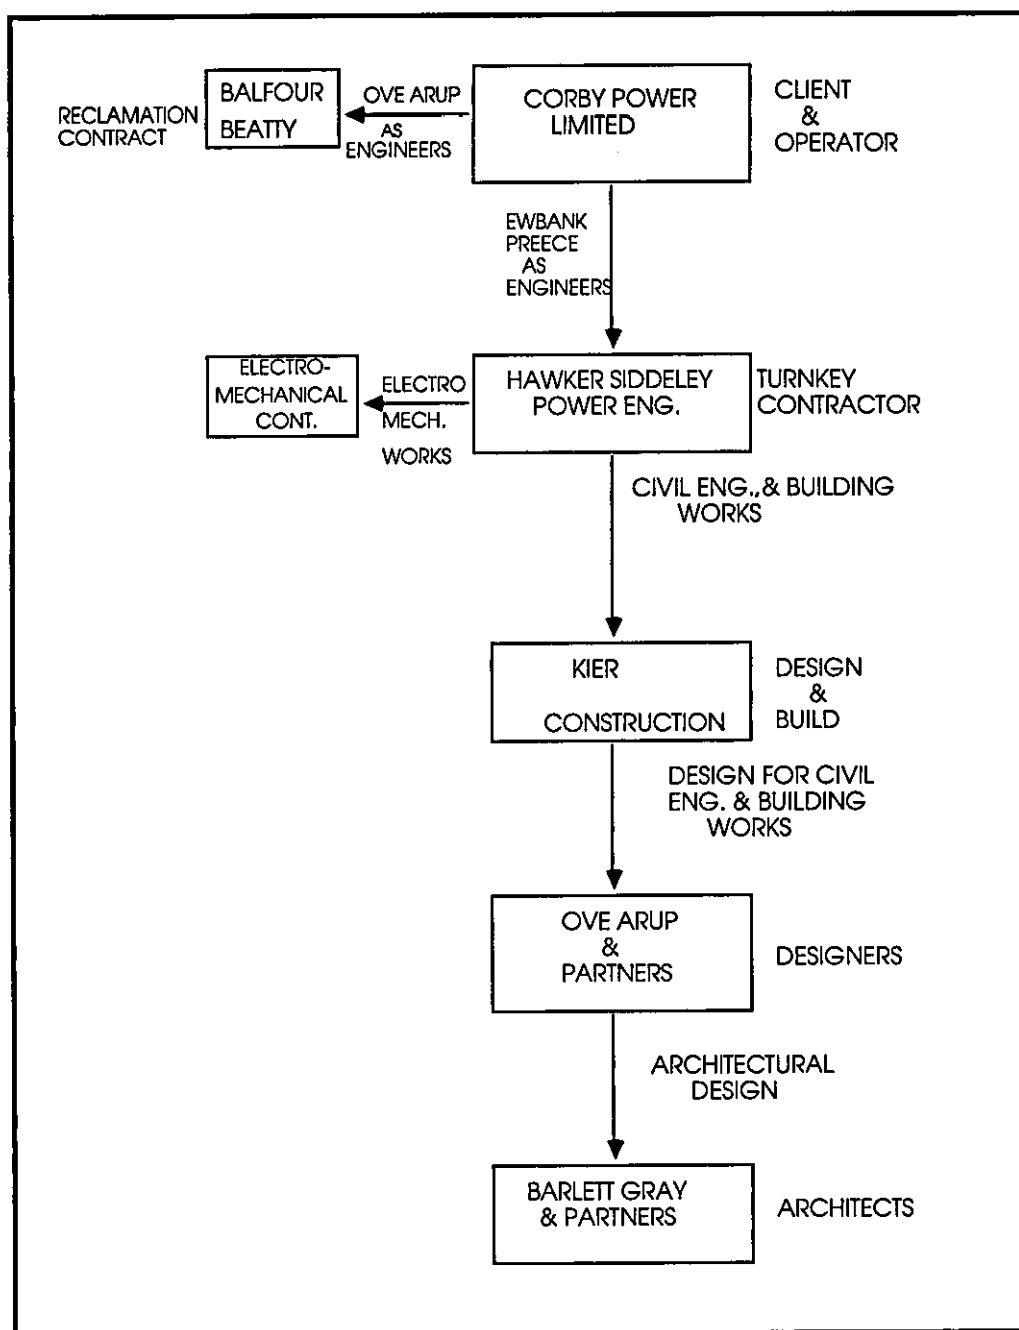 RECLAMATION
CONTRACT
BALFOUR
BEATTY
OVE ARUP
AS
ENGINEERS
CORBY POWER
LIMITED
CLIENT
&
OPERATOR
EWBANK
PREECE
AS
ENGINEERS
ELECTRO-
MECHANICAL
CONT.
ELECTRO
MECH.
WORKS
HAWKER SIDDELEY
POWER ENG.
TURNKEY
CONTRACTOR
CIVIL ENG., & BUILDING
WORKS
KIER
CONSTRUCTION
DESIGN
&
BUILD
DESIGN FOR CIVIL
ENG. & BUILDING
WORKS
OVE ARUP
&
PARTNERS
DESIGNERS
ARCHITECTURAL
DESIGN
BARLETT GRAY
& PARTNERS
ARCHITECTS